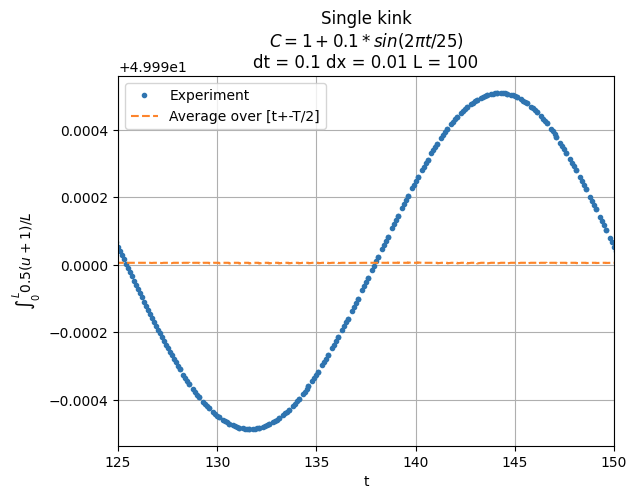 Single kink
C = 1 + 0.1 * sin(2πt/25)
dt = 0.1 dx = 0.01 L = 100
+4.999e1
Experiment
Average over [t+-T/2]
0.0004
0.0002
0.0000
−0.0002
−0.0004
∫₀ᴸ 0.5(u + 1)/L
125
130
135
140
145
150
t